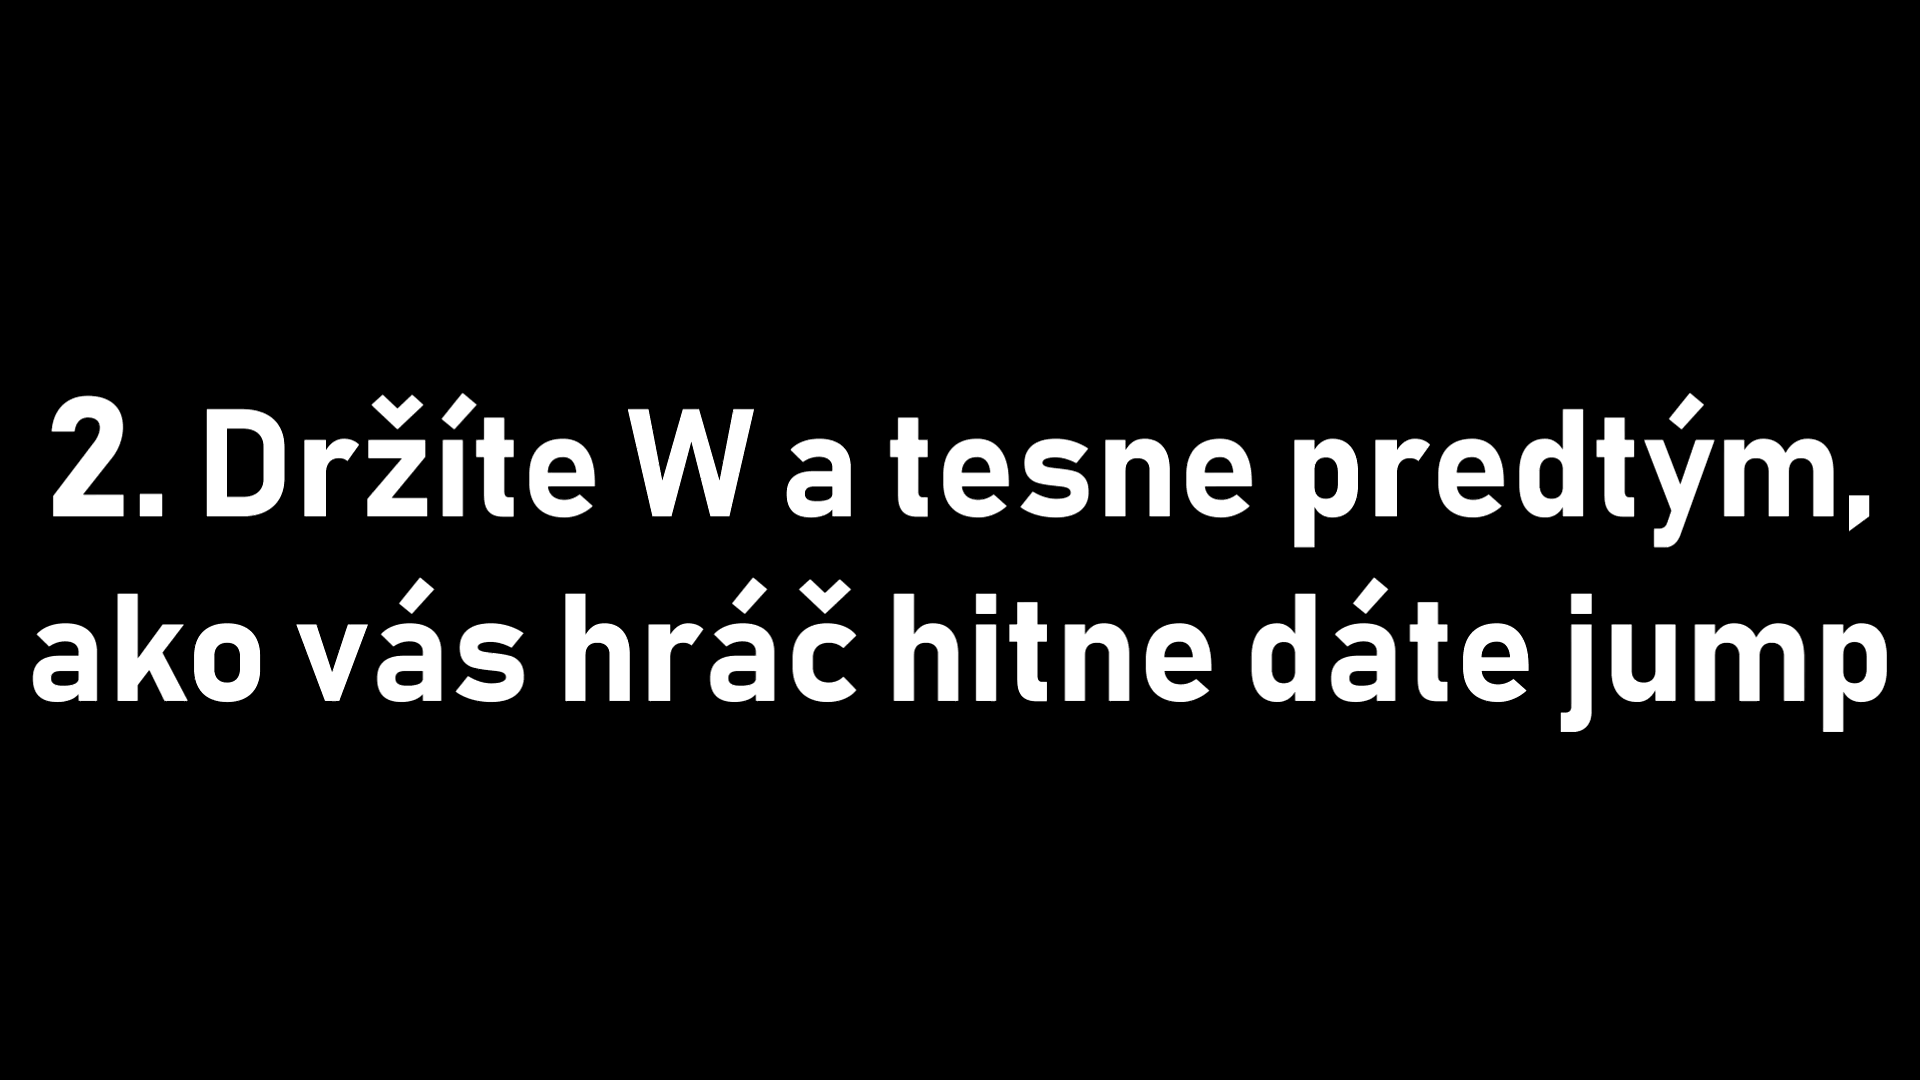 2. Držíte W a tesne predtým,
ako vás hráč hitne dáte jump